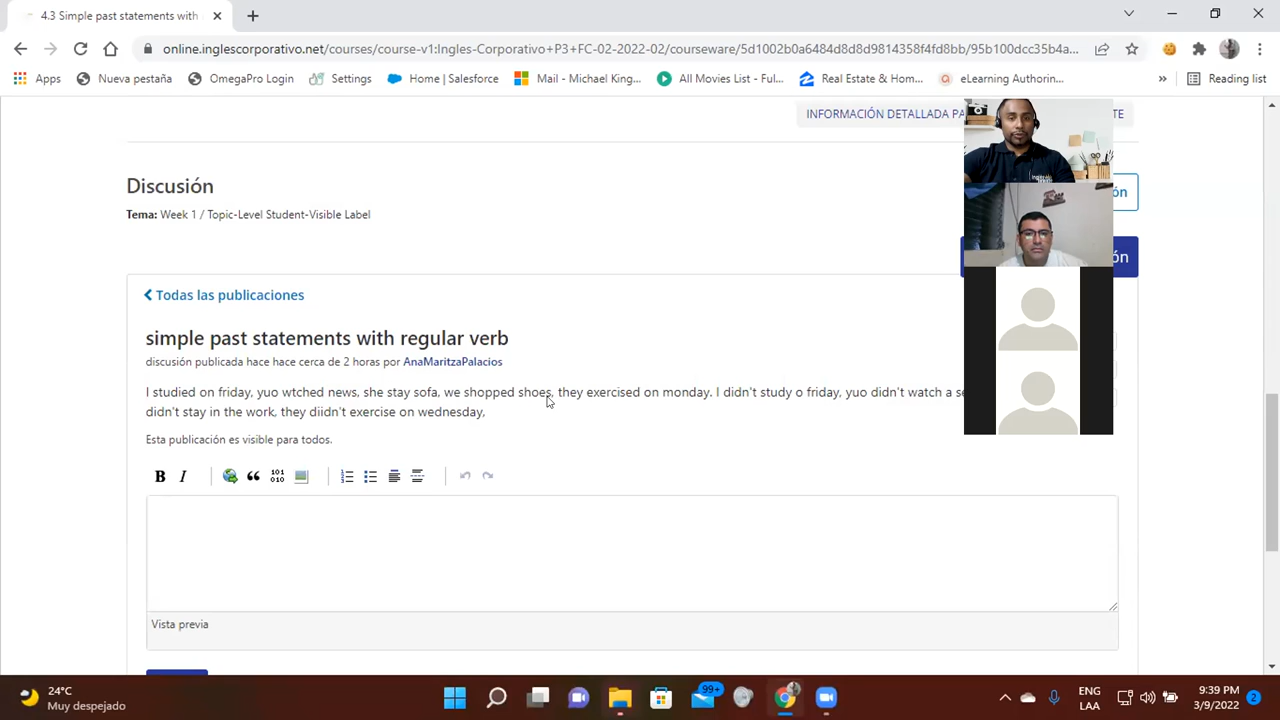 4.3 Simple past statements with
online.inglescorporativo.net/courses/course-v1:Ingles-Corporativo+P3+FC-02-2022-02/courseware/5d1002b0a6484d8d8d9814358f4fd8bb/95b100dcc35b4a...
Apps Nueva pestaña OmegaPro Login Settings Home | Salesforce Mail - Michael King... All Movies List - Ful... Real Estate & Hom... eLearning Authorin... » Reading list
INFORMACIÓN DETALLADA PA TE
Discusión
Tema: Week 1 / Topic-Level Student-Visible Label
ón
ón
Todas las publicaciones
simple past statements with regular verb
discusión publicada hace hace cerca de 2 horas por AnaMaritzaPalacios
I studied on friday, yuo wtched news, she stay sofa, we shopped shoes, they exercised on monday. I didn't study o friday, yuo didn't watch a se
didn't stay in the work, they diidn't exercise on wednesday,
Esta publicación es visible para todos.
B I 101 010
Vista previa
24°C
Muy despejado
99+
ENG
LAA
9:39 PM
3/9/2022
2